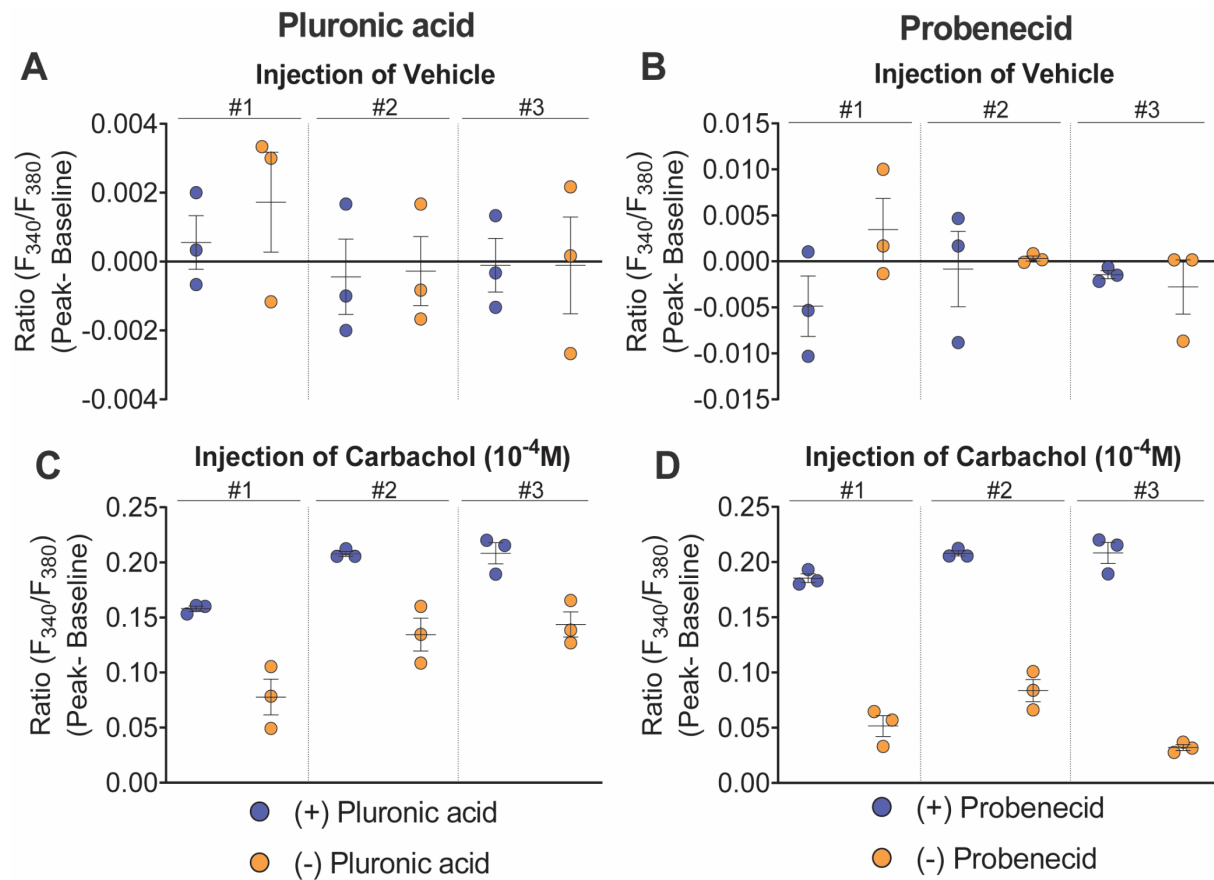 Pluronic acid
Probenecid
A
Injection of Vehicle
#1 #2 #3
Ratio (F340/F380)
(Peak- Baseline)
0.004
0.002
0.000
-0.002
-0.004
B
Injection of Vehicle
#1 #2 #3
Ratio (F340/F380)
(Peak- Baseline)
0.015
0.010
0.005
0.000
-0.005
-0.010
-0.015
C
Injection of Carbachol (10-4M)
#1 #2 #3
Ratio (F340/F380)
(Peak- Baseline)
0.25
0.20
0.15
0.10
0.05
0.00
(+) Pluronic acid
(-) Pluronic acid
D
Injection of Carbachol (10-4M)
#1 #2 #3
Ratio (F340/F380)
(Peak- Baseline)
0.25
0.20
0.15
0.10
0.05
0.00
(+) Probenecid
(-) Probenecid